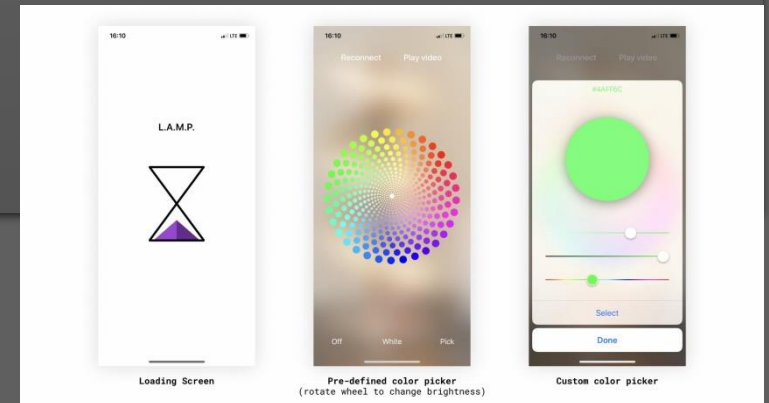 16:10
LTE
L.A.M.P.
Loading Screen
16:10
LTE
Reconnect Play video
Off White Pick
Pre-defined color picker
(rotate wheel to change brightness)
16:10
LTE
Reconnect Play video
Select
Done
Custom color picker